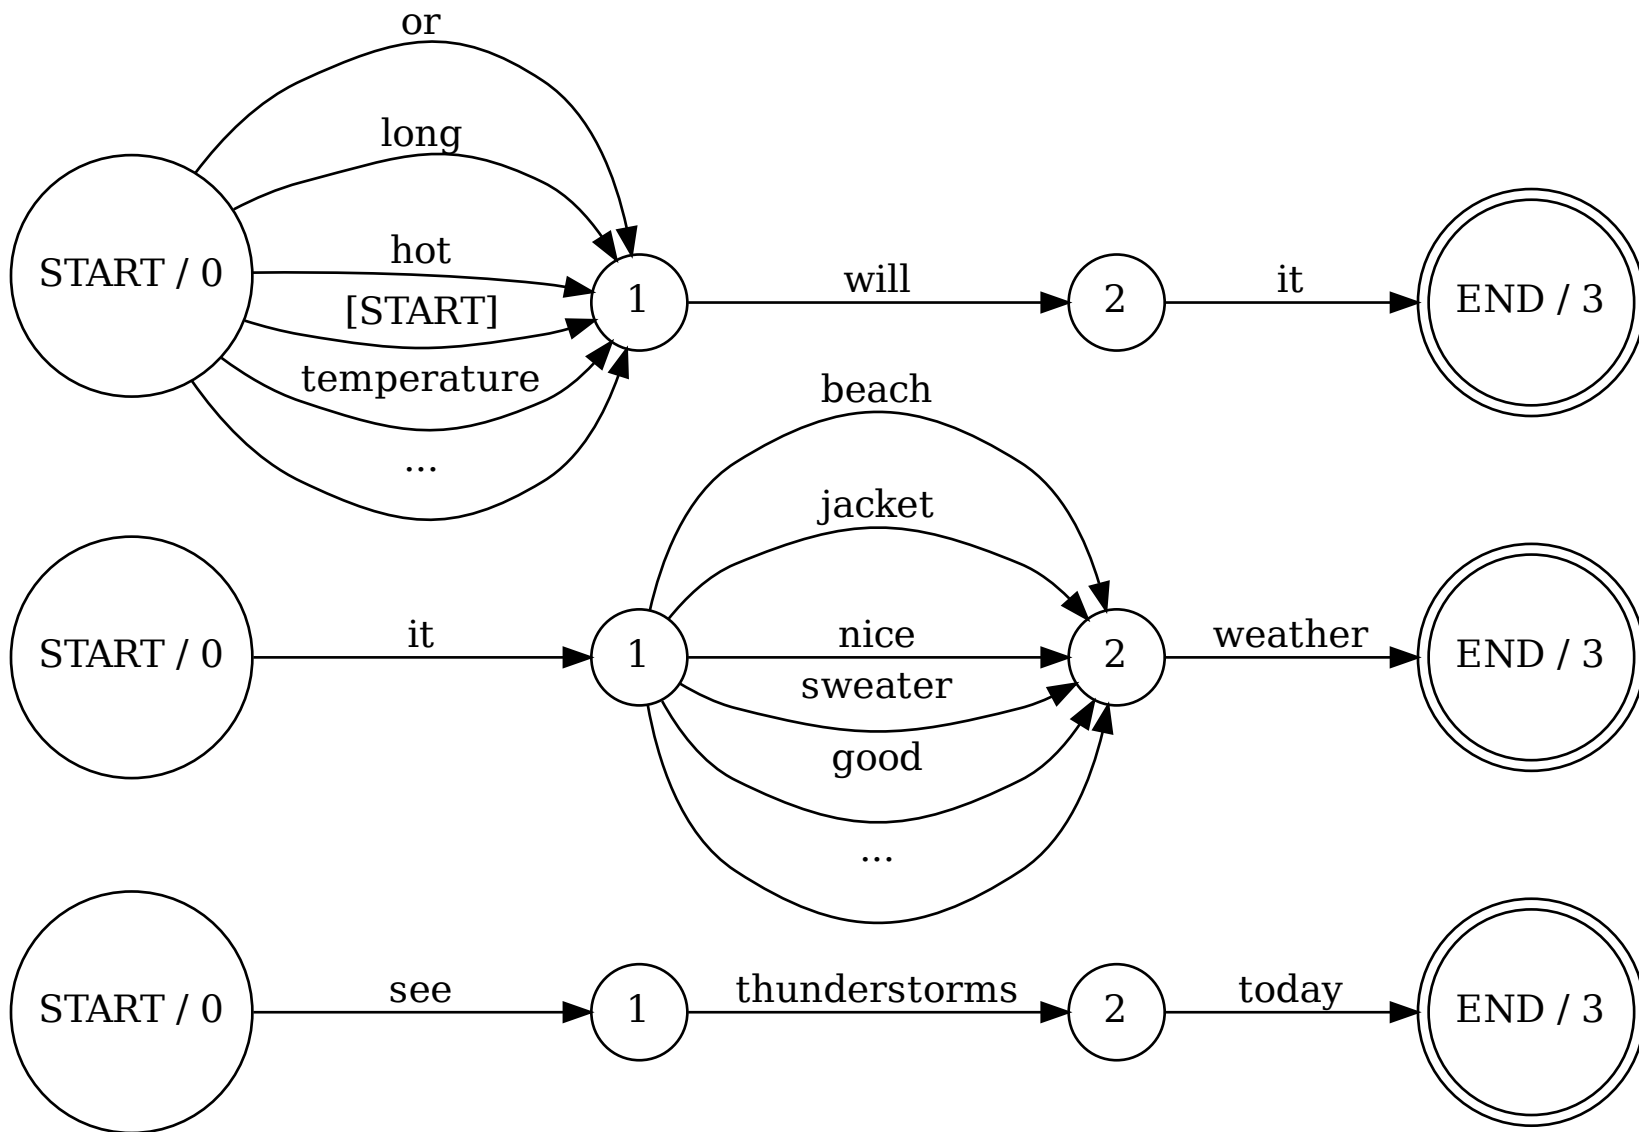 or
long
hot
[START]
temperature
...
START / 0
1
will
2
it
END / 3
beach
jacket
nice
sweater
good
...
START / 0
it
1
2
weather
END / 3
START / 0
see
1
thunderstorms
2
today
END / 3